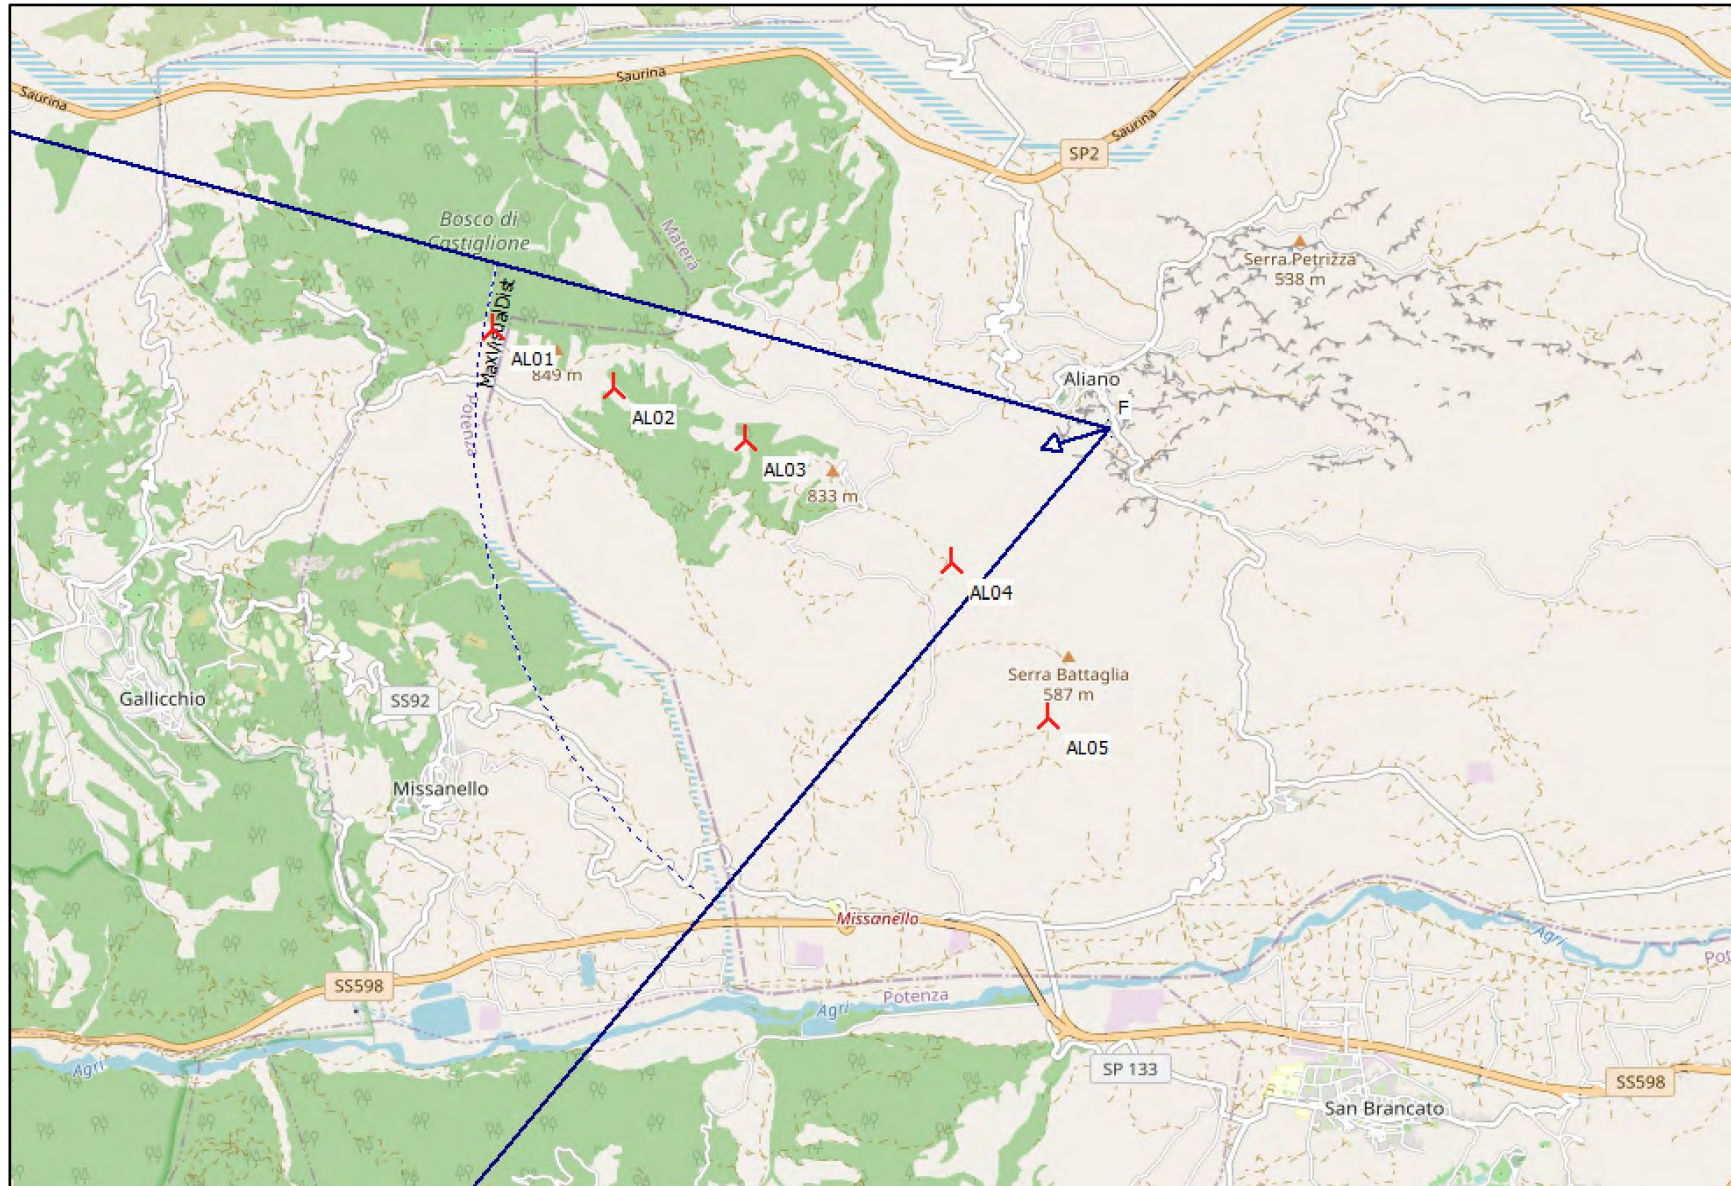 Saurina
Saurina
Saurina
SP2
Bosco di
Castiglione
Matera
Serra Petrizza
538 m
MaxVisualDist
AL01
849 m
Potenza
AL02
Aliano
F
AL03
833 m
AL04
Serra Battaglia
587 m
AL05
Gallicchio
SS92
Missanello
Missanello
Agri
SS598
Potenza
Agri
Agri
SP 133
SS598
San Brancato